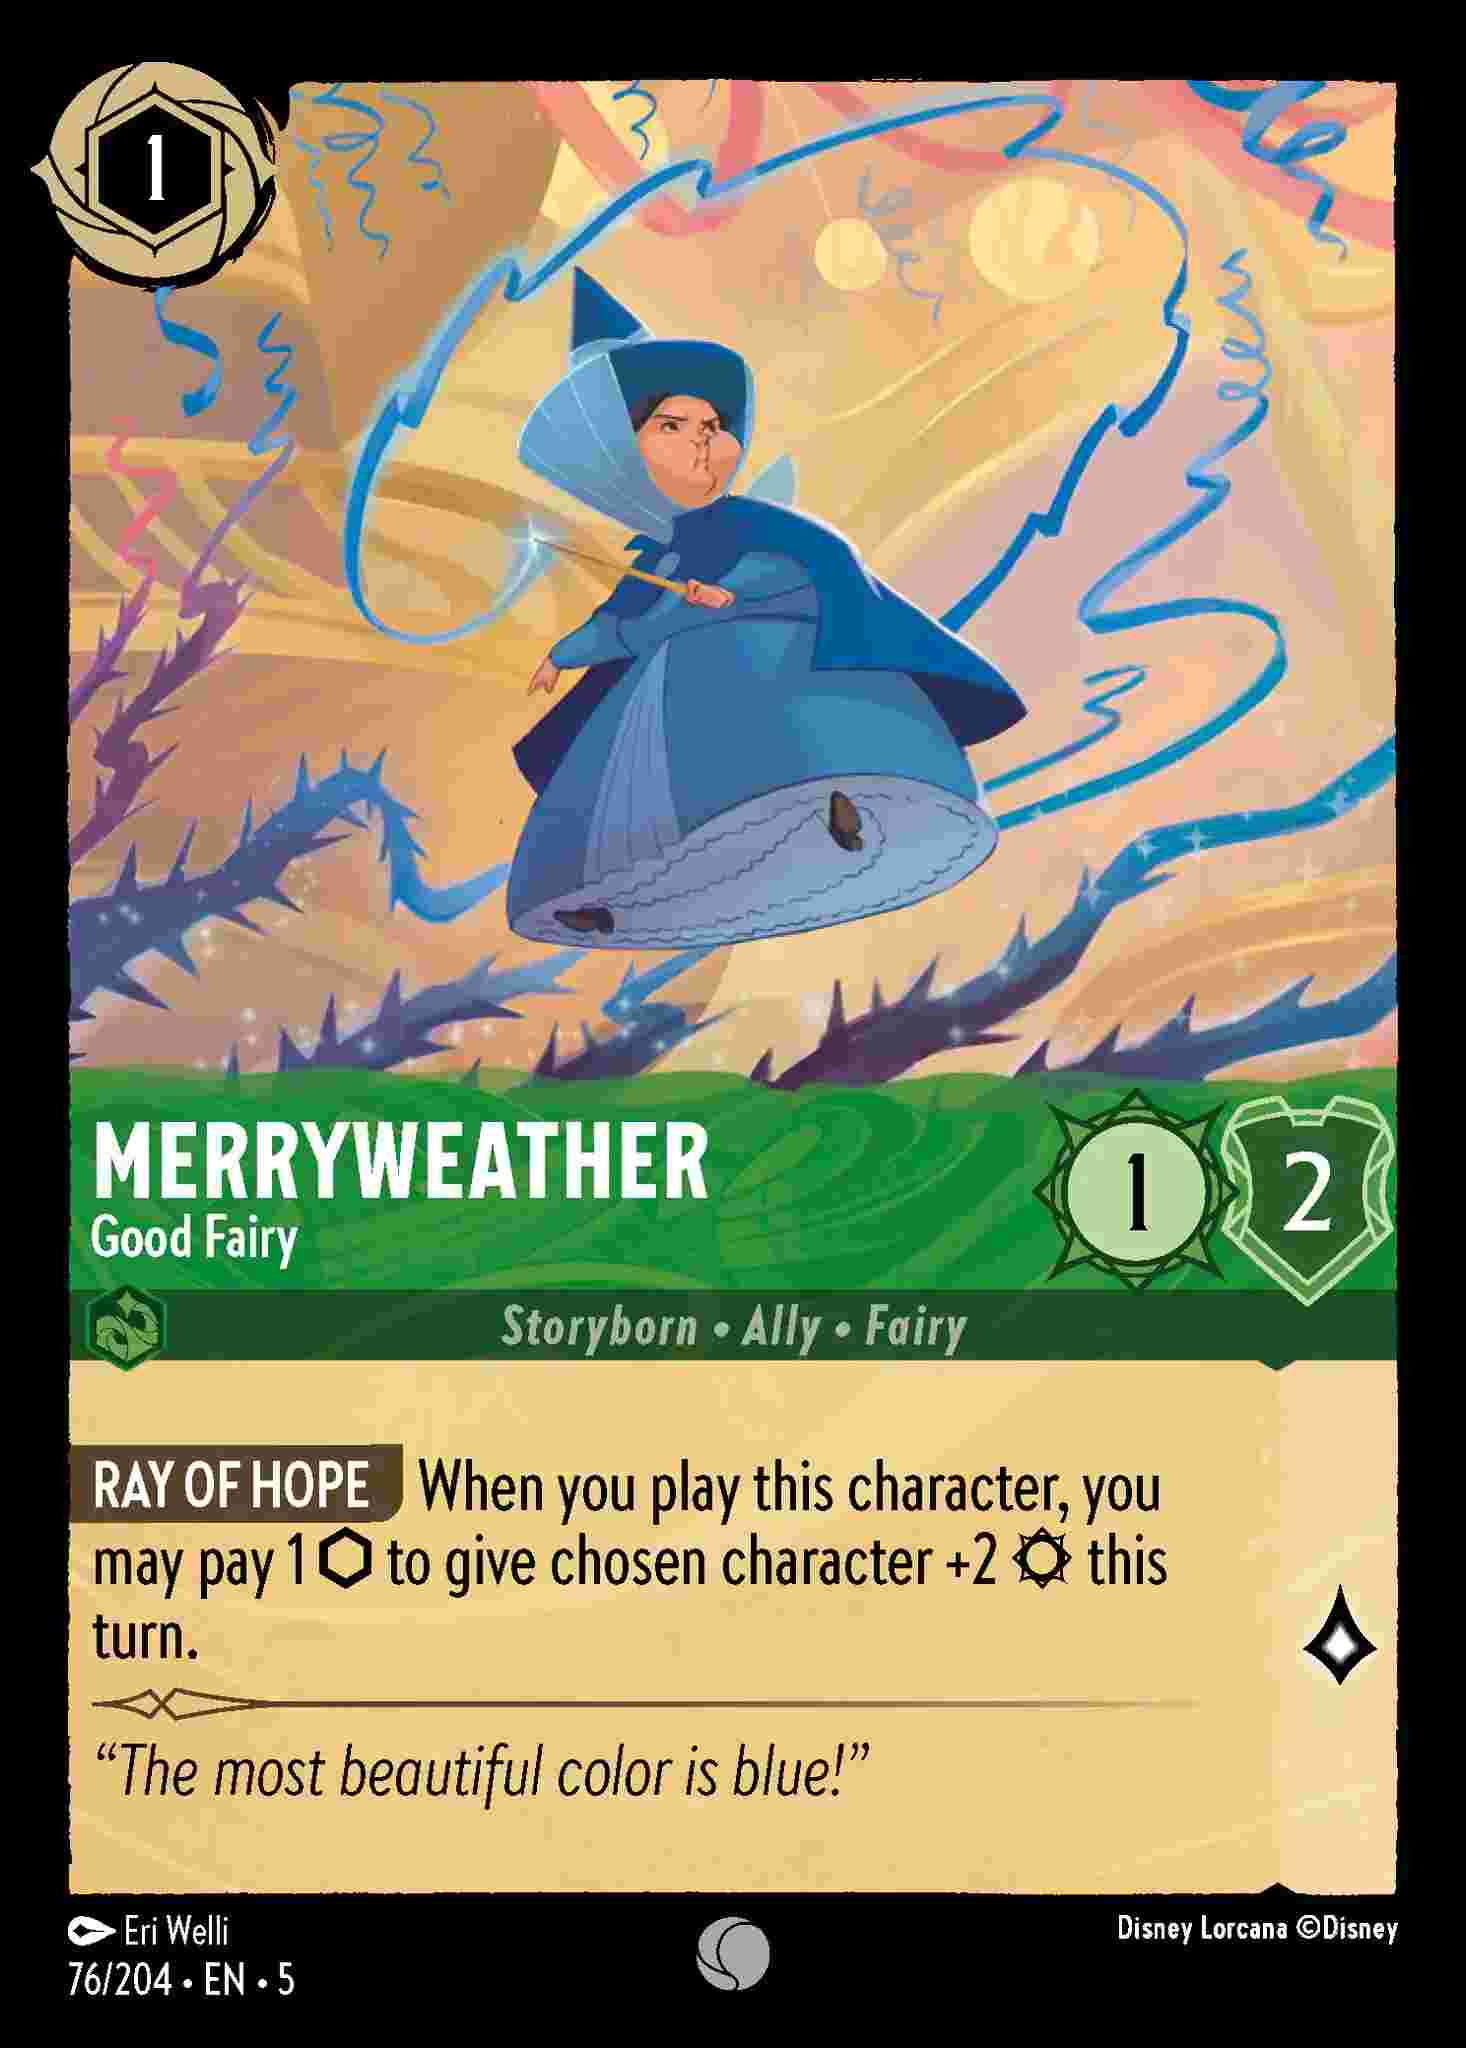 1
MERRYWEATHER
Good Fairy
1
2
Storyborn • Ally • Fairy
RAY OF HOPE When you play this character, you
may pay 1 ⬡ to give chosen character +2 ¤ this
turn.
“The most beautiful color is blue!”
Eri Welli
Disney Lorcana ©Disney
76/204 • EN • 5